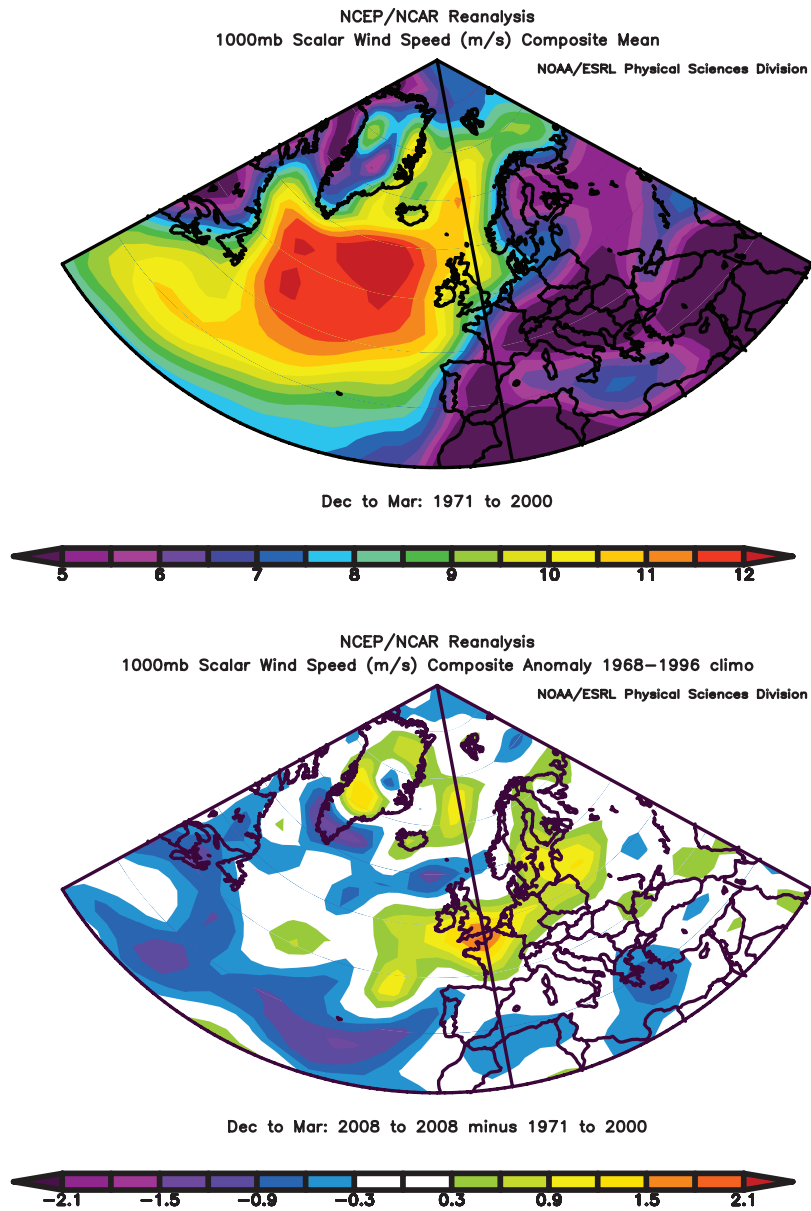 NCEP/NCAR Reanalysis
1000mb Scalar Wind Speed (m/s) Composite Mean
NOAA/ESRL Physical Sciences Division
Dec to Mar: 1971 to 2000
5 6 7 8 9 10 11 12
NCEP/NCAR Reanalysis
1000mb Scalar Wind Speed (m/s) Composite Anomaly 1968-1996 climo
NOAA/ESRL Physical Sciences Division
Dec to Mar: 2008 to 2008 minus 1971 to 2000
-2.1 -1.5 -0.9 -0.3 0.3 0.9 1.5 2.1